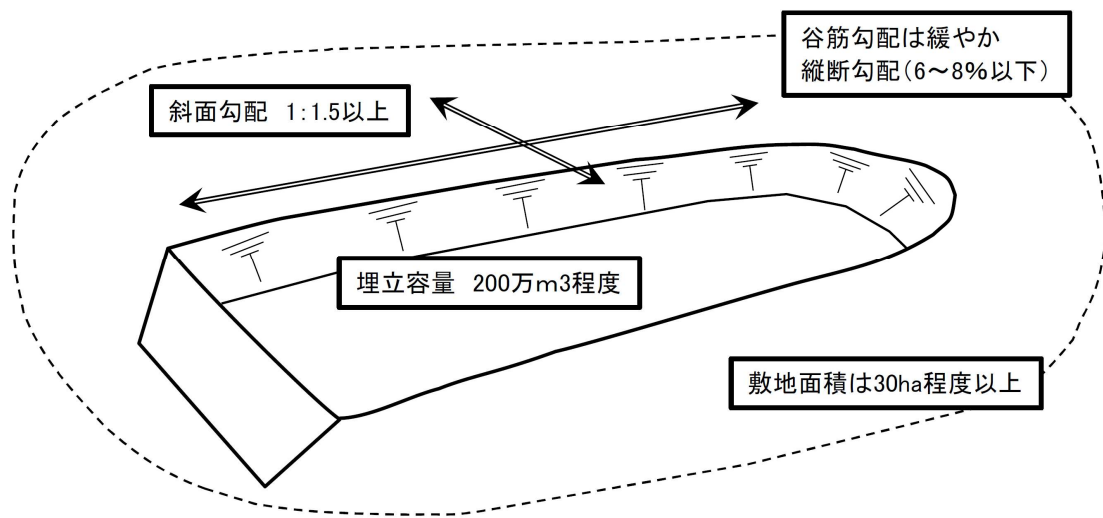 谷筋勾配は緩やか
縦断勾配(6～8%以下)
斜面勾配 1:1.5以上
埋立容量 200万m3程度
敷地面積は30ha程度以上